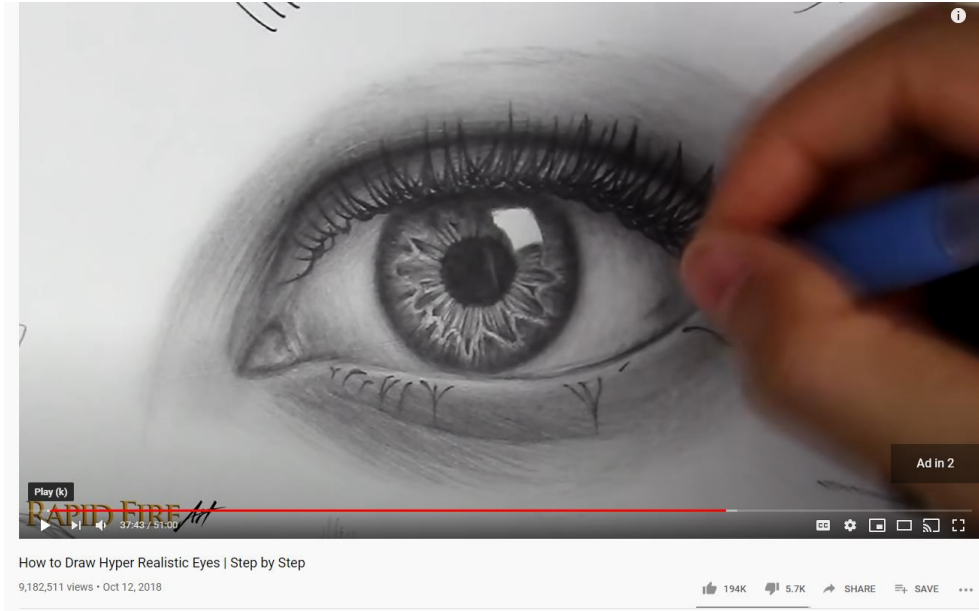 Ad in 2
Play (k)
RAPID FIRE Art
37:43 / 51:00
CC
How to Draw Hyper Realistic Eyes | Step by Step
9,182,511 views • Oct 12, 2018
194K 5.7K SHARE SAVE